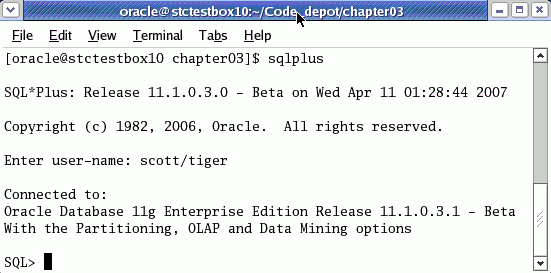 oracle@stctestbox10:~/Code_depot/chapter03
File Edit View Terminal Tabs Help
[oracle@stctestbox10 chapter03]$ sqlplus
SQL*Plus: Release 11.1.0.3.0 - Beta on Wed Apr 11 01:28:44 2007
Copyright (c) 1982, 2006, Oracle.  All rights reserved.
Enter user-name: scott/tiger
Connected to:
Oracle Database 11g Enterprise Edition Release 11.1.0.3.1 - Beta
With the Partitioning, OLAP and Data Mining options
SQL>